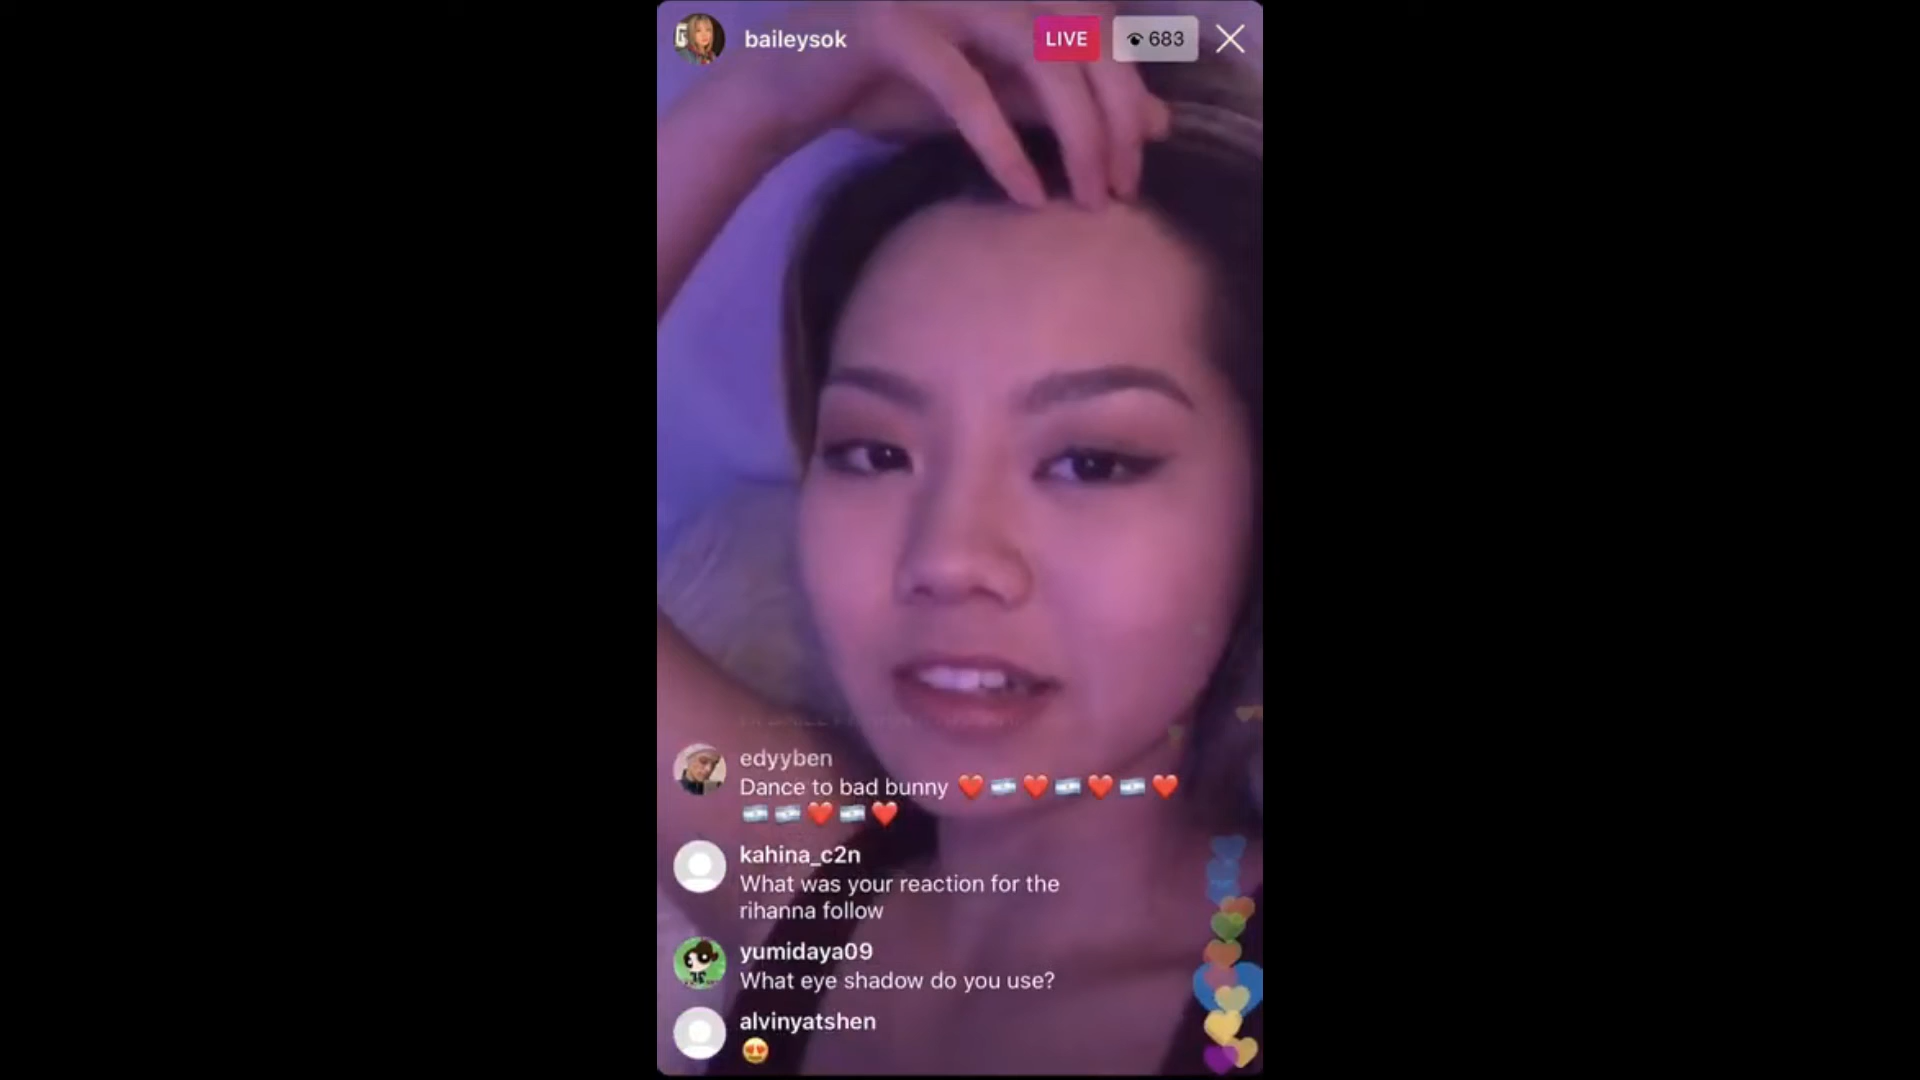 baileysok LIVE 683
edyyben
Dance to bad bunny ❤️🇦🇷❤️🇦🇷❤️🇦🇷❤️
🇦🇷🇦🇷❤️🇦🇷❤️
kahina_c2n
What was your reaction for the
rihanna follow
yumidaya09
What eye shadow do you use?
alvinyatshen
😍